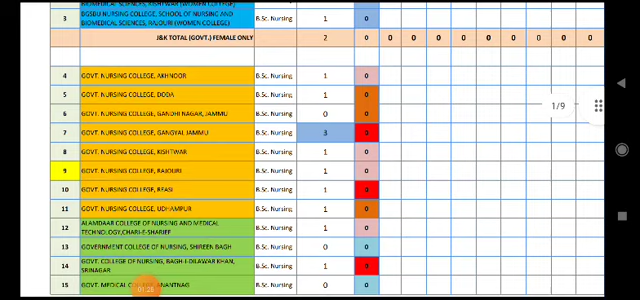 BIOMEDICAL SCIENCES, KISHTWAR (WOMEN COLLEGE)
3 BGSBU NURSING COLLEGE, SCHOOL OF NURSING AND BIOMEDICAL SCIENCES, RAJOURI (WOMEN COLLEGE) B.Sc. Nursing 1 0
J&K TOTAL (GOVT.) FEMALE ONLY 2 0 0 0 0 0 0 0 0 0 0
4 GOVT. NURSING COLLEGE, AKHNOOR B.Sc. Nursing 1 0
5 GOVT. NURSING COLLEGE, DODA B.Sc. Nursing 1 0
6 GOVT. NURSING COLLEGE, GANDHI NAGAR, JAMMU B.Sc. Nursing 0 0
1/9
7 GOVT. NURSING COLLEGE, GANGYAL JAMMU B.Sc. Nursing 3 0
8 GOVT. NURSING COLLEGE, KISHTWAR B.Sc. Nursing 1 0
9 GOVT. NURSING COLLEGE, RAJOURI B.Sc. Nursing 1 0
10 GOVT. NURSING COLLEGE, REASI B.Sc. Nursing 1 0
11 GOVT. NURSING COLLEGE, UDHAMPUR B.Sc. Nursing 1 0
12 ALAMDAAR COLLEGE OF NURSING AND MEDICAL TECHNOLOGY,CHARI-E-SHARIEF B.Sc. Nursing 1 0
13 GOVERNMENT COLLEGE OF NURSING, SHIREEN BAGH B.Sc. Nursing 0 0
14 GOVT. COLLEGE OF NURSING, BAGH-I-DILAWAR KHAN, SRINAGAR B.Sc. Nursing 1 0
15 GOVT. MEDICAL COLLEGE, ANANTNAG B.Sc. Nursing 0 0
01:28